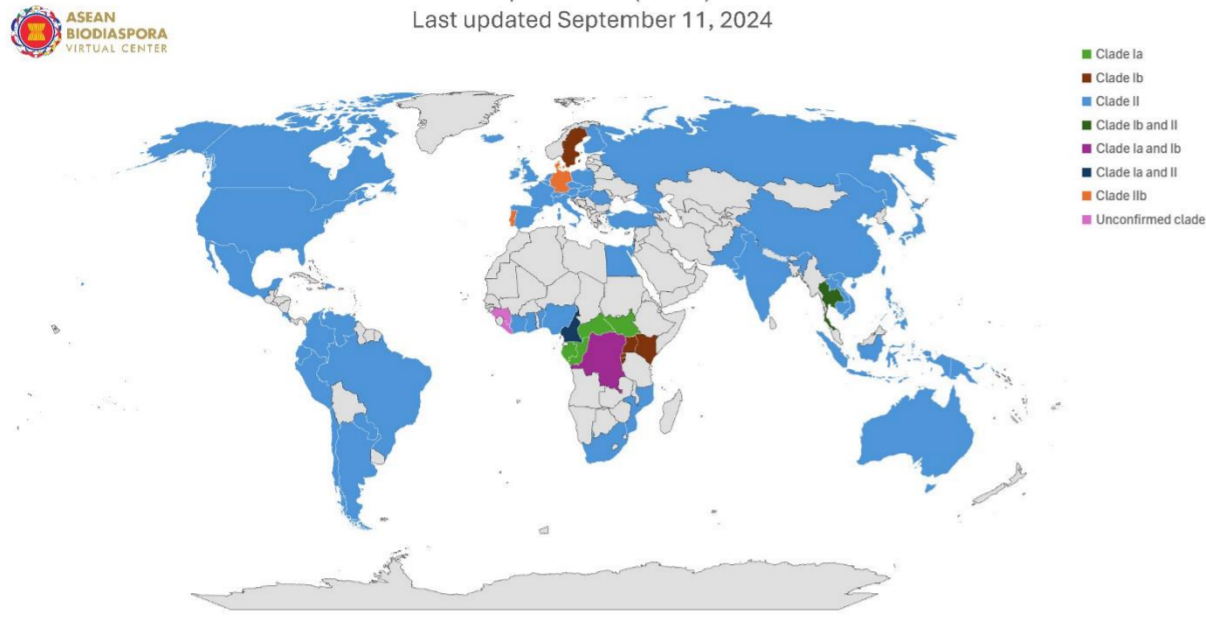 ASEAN
BIODIASPORA
VIRTUAL CENTER
Last updated September 11, 2024
Clade Ia
Clade Ib
Clade II
Clade Ib and II
Clade Ia and Ib
Clade Ia and II
Clade IIb
Unconfirmed clade